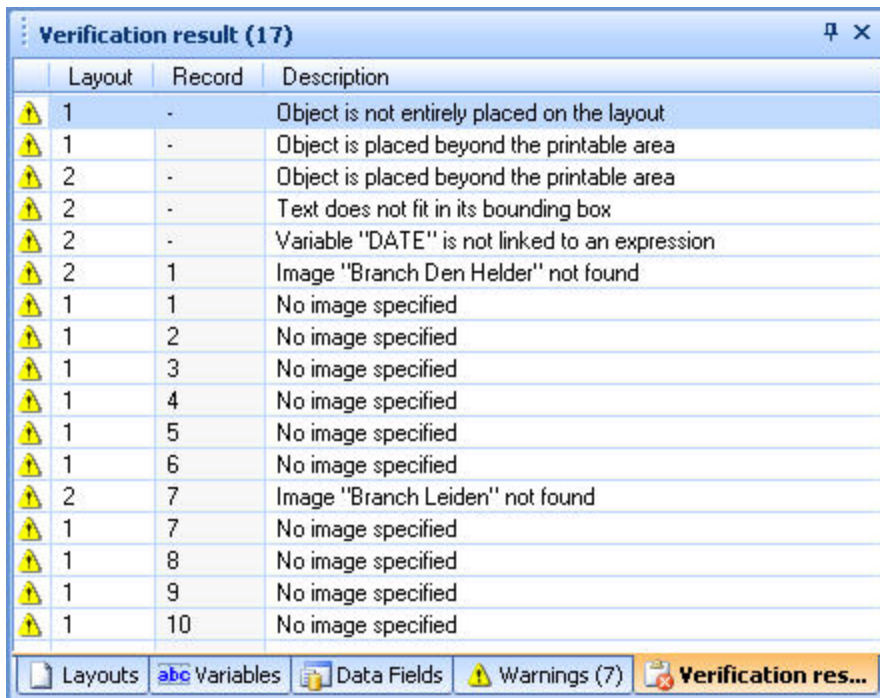 Verification result (17)
Layout Record Description
1 - Object is not entirely placed on the layout
1 - Object is placed beyond the printable area
2 - Object is placed beyond the printable area
2 - Text does not fit in its bounding box
2 - Variable "DATE" is not linked to an expression
2 1 Image "Branch Den Helder" not found
1 1 No image specified
1 2 No image specified
1 3 No image specified
1 4 No image specified
1 5 No image specified
1 6 No image specified
2 7 Image "Branch Leiden" not found
1 7 No image specified
1 8 No image specified
1 9 No image specified
1 10 No image specified
Layouts abc Variables Data Fields Warnings (7) Verification res...